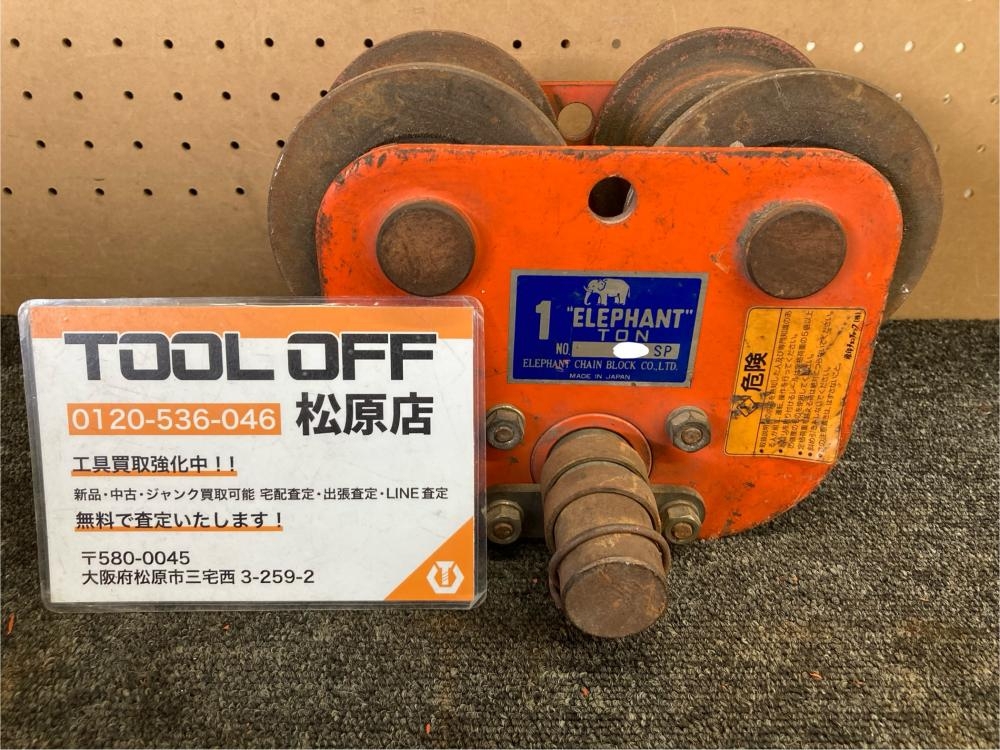 TOOL OFF
0120-536-046 松原店
工具買取強化中！！
新品・中古・ジャンク買取可能 宅配査定・出張査定・LINE査定
無料で査定いたします！
〒580-0045
大阪府松原市三宅西 3-259-2
1 "ELEPHANT"
TON
NO. SP
ELEPHANT CHAIN BLOCK CO., LTD.
MADE IN JAPAN
危険